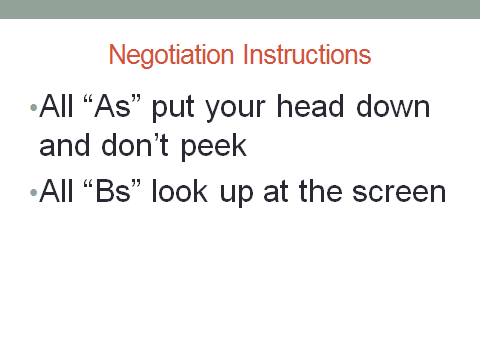 Negotiation Instructions
•All “As” put your head down
and don’t peek
•All “Bs” look up at the screen